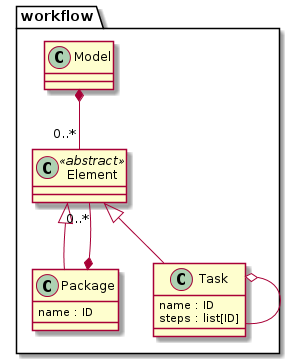 workflow
C Model
0..*
C «abstract»
Element
0..*
C Package
name : ID
C Task
name : ID
steps : list[ID]